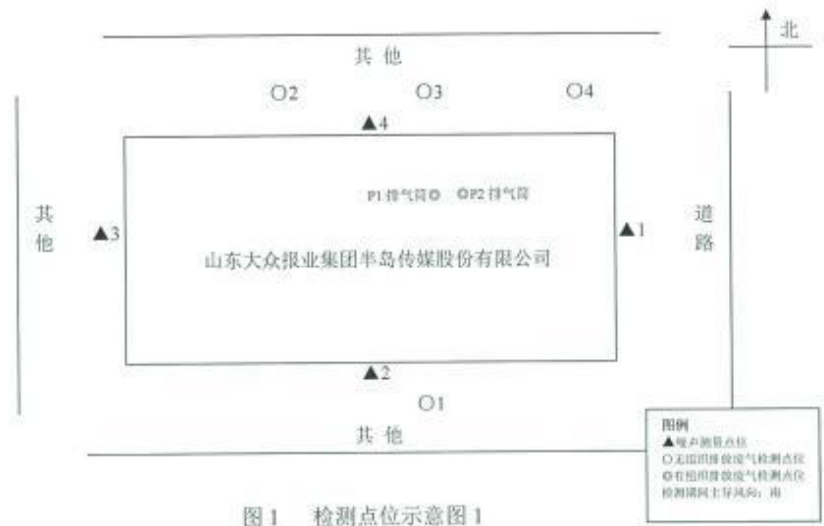 北
其 他
○2 ○3 ○4
▲4
P1 排气筒◎ ◎P2 排气筒
其他
▲3
▲1
道路
山东大众报业集团半岛传媒股份有限公司
▲2
○1
其 他
图例
▲噪声测量点位
○无组织排放废气检测点位
◎有组织排放废气检测点位
检测期间主导风向：南
图 1 检测点位示意图 1